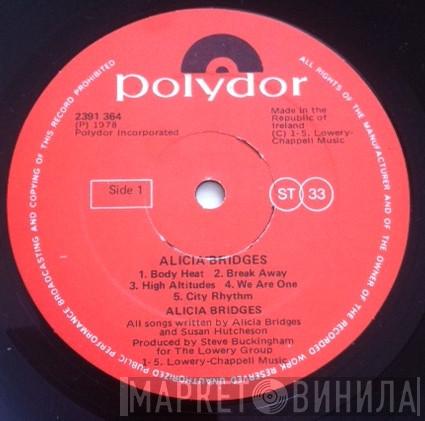 polydor
2391 364
(P) 1978
Polydor Incorporated
Made in the
Republic of
Ireland
(C) 1-5. Lowery-
Chappell Music
Side 1
ST 33
ALICIA BRIDGES
1. Body Heat 2. Break Away
3. High Altitudes 4. We Are One
5. City Rhythm
ALICIA BRIDGES
All songs written by Alicia Bridges
and Susan Hutcheson
Produced by Steve Buckingham
for The Lowery Group
1- 5. Lowery-Chappell Music
ALL RIGHTS OF THE MANUFACTURER AND OF THE OWNER OF THE RECORDED WORK RESERVED UNAUTHORIZED PUBLIC PERFORMANCE BROADCASTING AND COPYING OF THIS RECORD PROHIBITED
МАРКЕТ ВИНИЛА